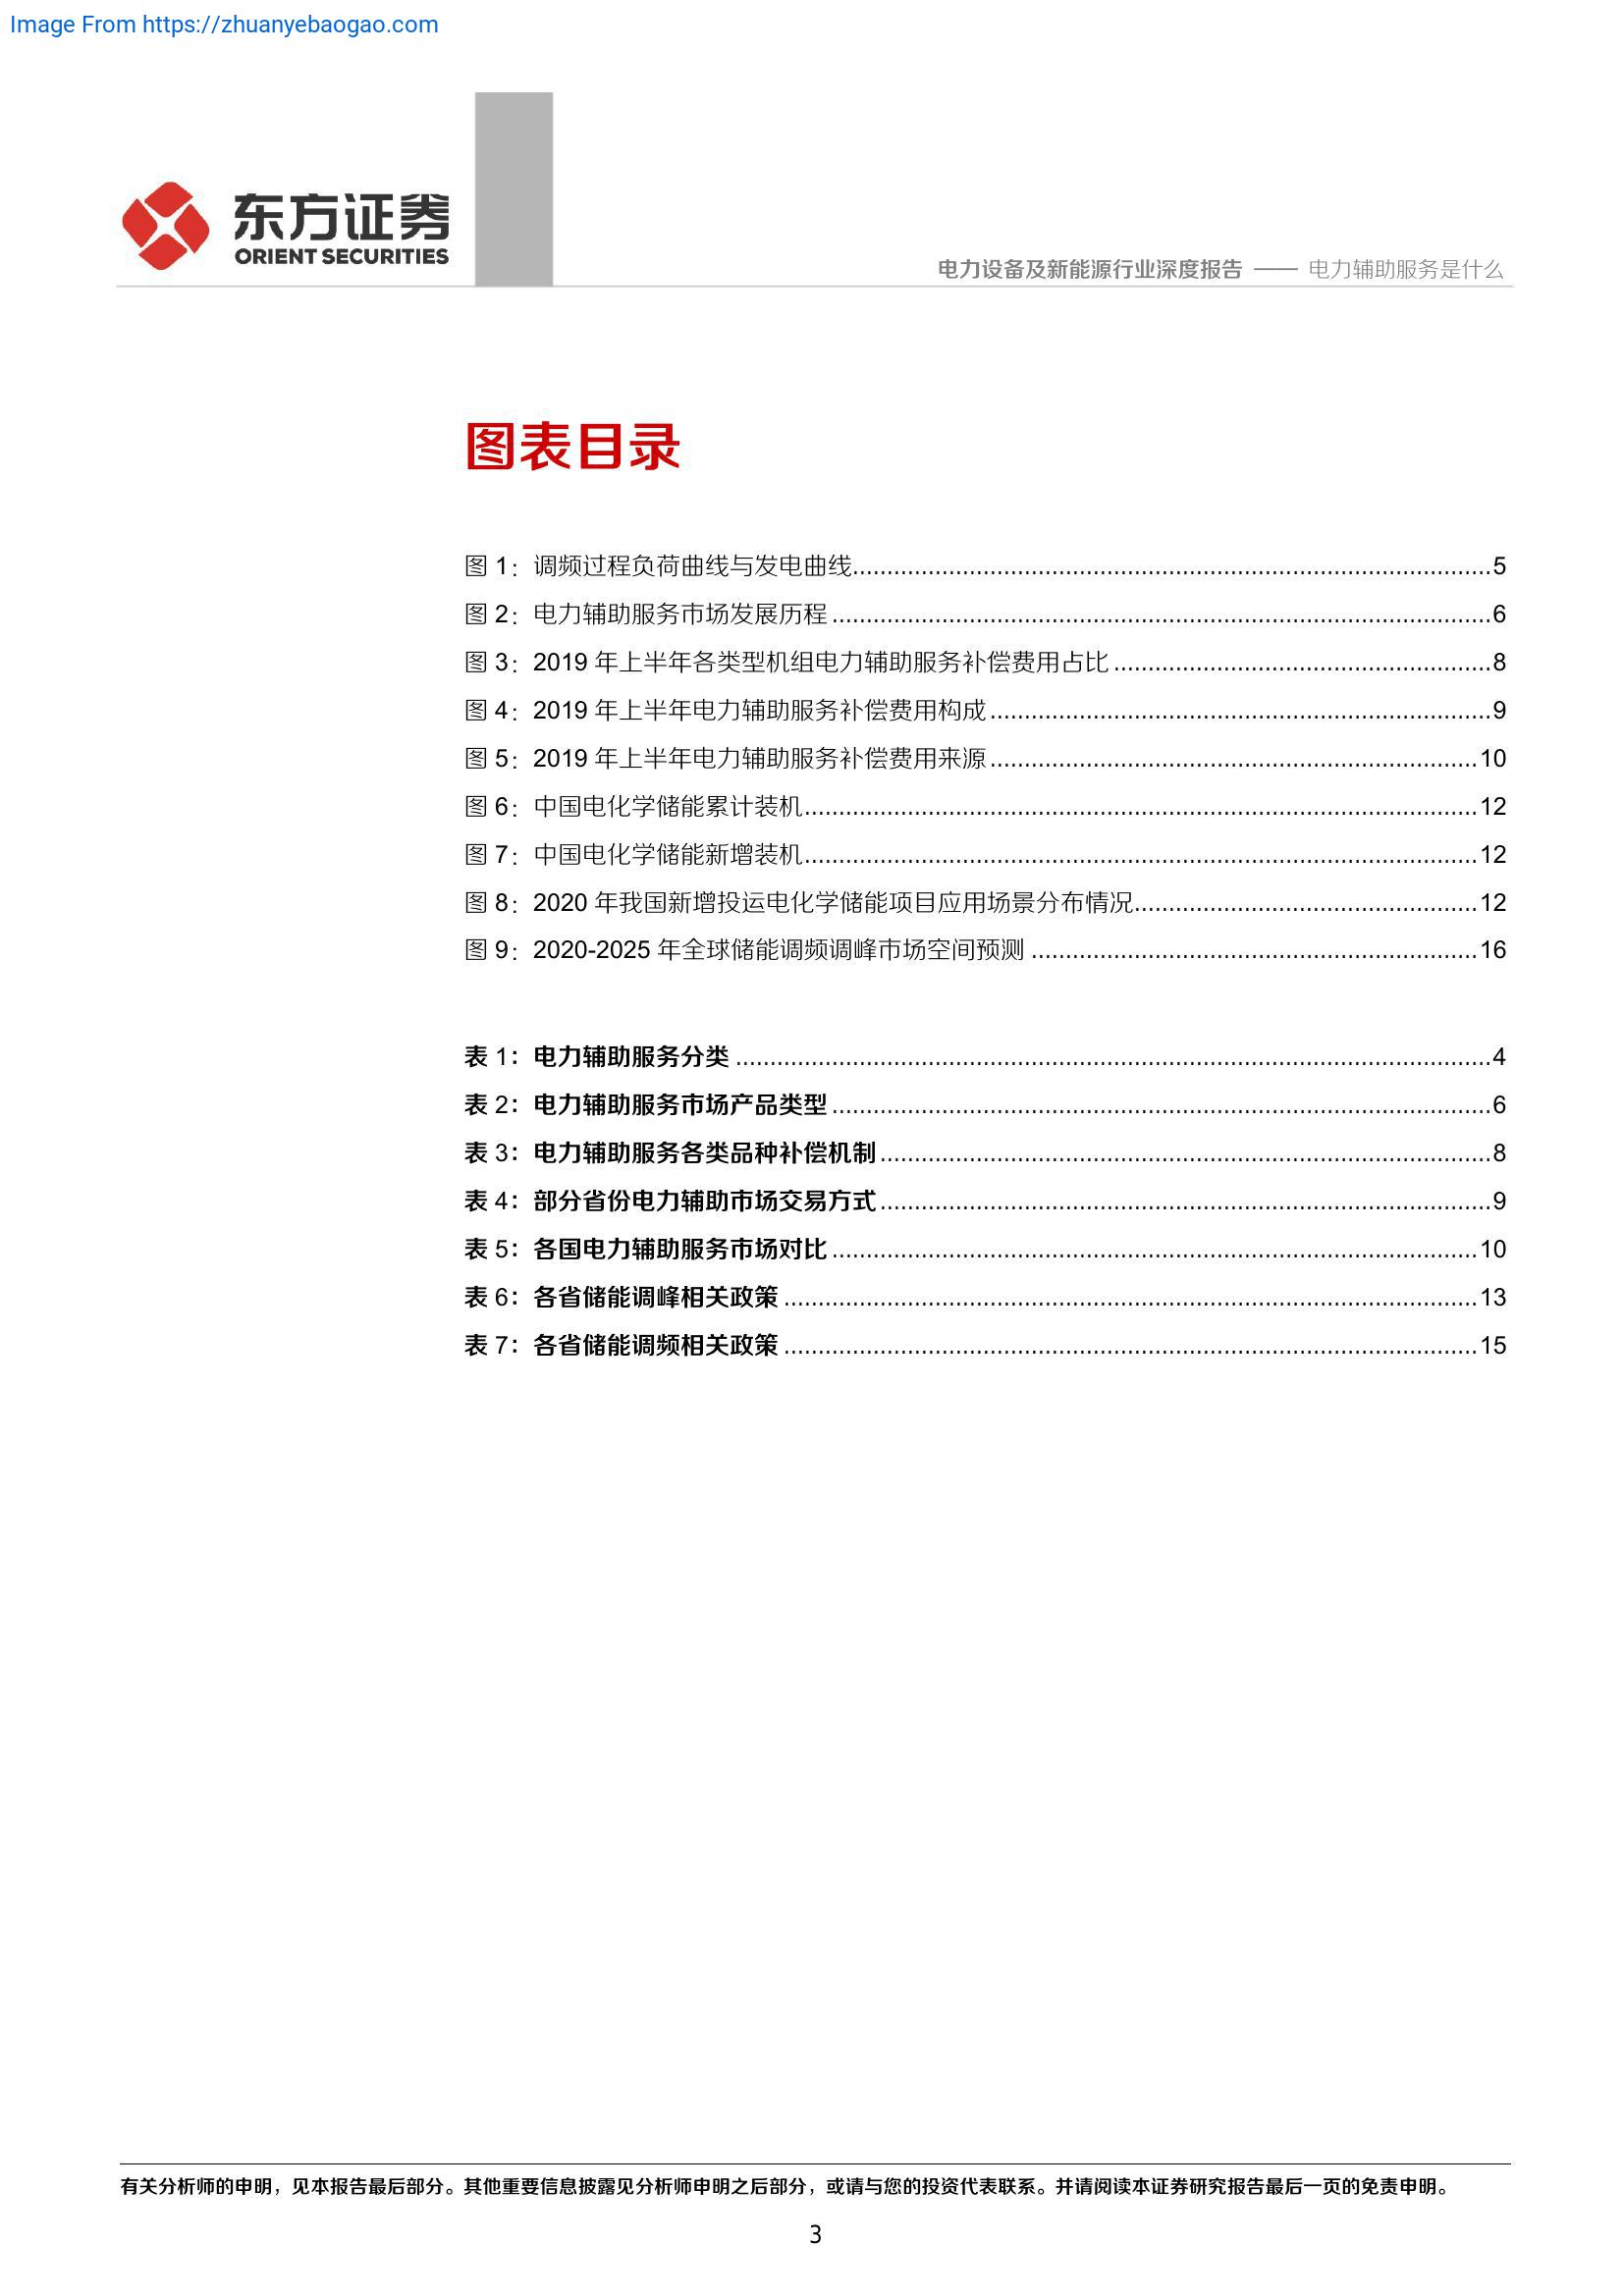 Image From https://zhuanyebaogao.com
东方证券
ORIENT SECURITIES
电力设备及新能源行业深度报告 —— 电力辅助服务是什么
图表目录
图 1：调频过程负荷曲线与发电曲线.....5
图 2：电力辅助服务市场发展历程.....6
图 3：2019 年上半年各类型机组电力辅助服务补偿费用占比.....8
图 4：2019 年上半年电力辅助服务补偿费用构成.....9
图 5：2019 年上半年电力辅助服务补偿费用来源.....10
图 6：中国电化学储能累计装机.....12
图 7：中国电化学储能新增装机.....12
图 8：2020 年我国新增投运电化学储能项目应用场景分布情况.....12
图 9：2020-2025 年全球储能调频调峰市场空间预测.....16
表 1：电力辅助服务分类.....4
表 2：电力辅助服务市场产品类型.....6
表 3：电力辅助服务各类品种补偿机制.....8
表 4：部分省份电力辅助市场交易方式.....9
表 5：各国电力辅助服务市场对比.....10
表 6：各省储能调峰相关政策.....13
表 7：各省储能调频相关政策.....15
有关分析师的申明，见本报告最后部分。其他重要信息披露见分析师申明之后部分，或请与您的投资代表联系。并请阅读本证券研究报告最后一页的免责申明。
3